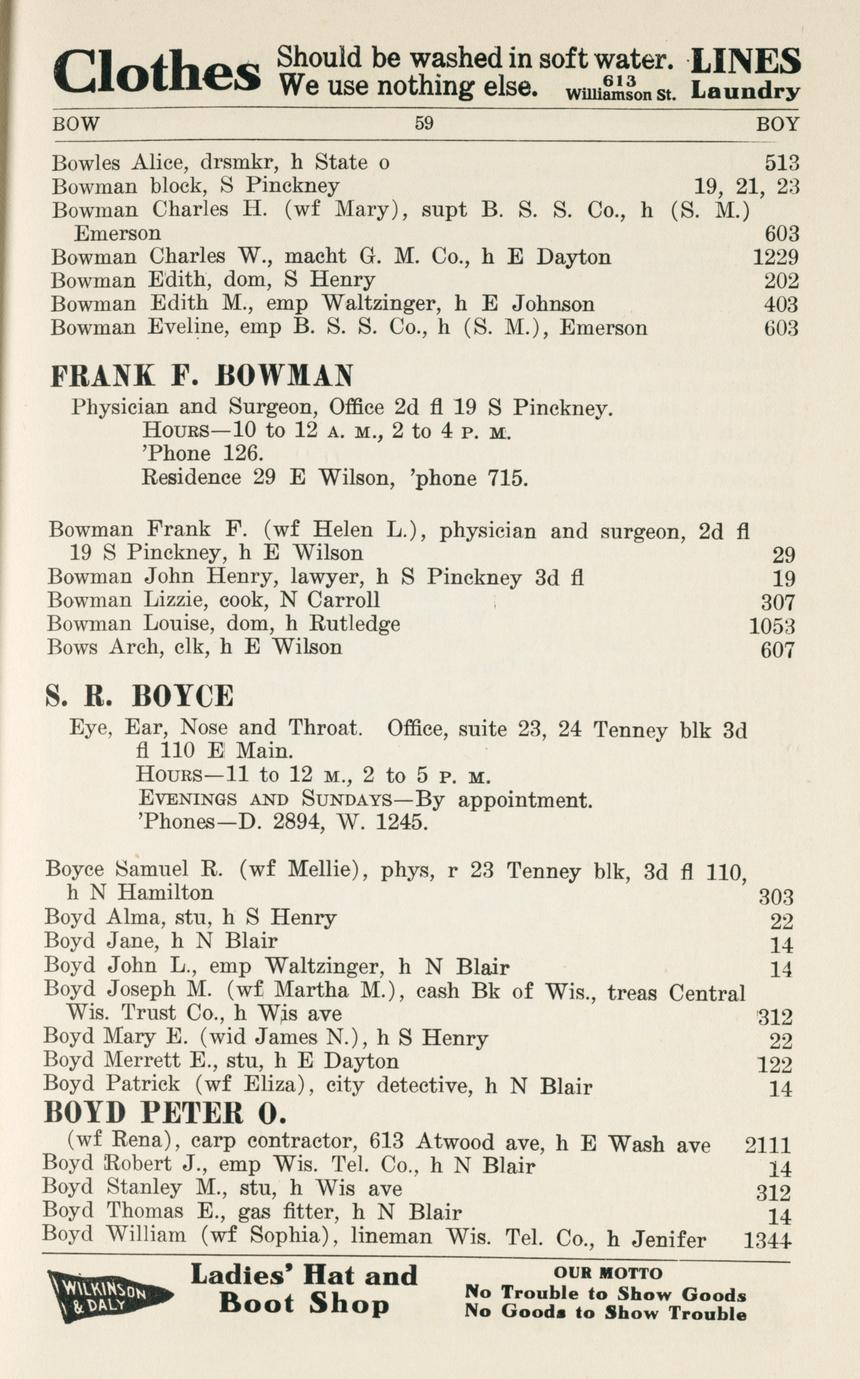 Clothes Should be washed in soft water. LINES
We use nothing else. 613 Williamson St. Laundry
BOW 59 BOY
Bowles Alice, drsmkr, h State o 513
Bowman block, S Pinckney 19, 21, 23
Bowman Charles H. (wf Mary), supt B. S. S. Co., h (S. M.)
Emerson 603
Bowman Charles W., macht G. M. Co., h E Dayton 1229
Bowman Edith, dom, S Henry 202
Bowman Edith M., emp Waltzinger, h E Johnson 403
Bowman Eveline, emp B. S. S. Co., h (S. M.), Emerson 603
FRANK F. BOWMAN
Physician and Surgeon, Office 2d fl 19 S Pinckney.
HOURS—10 to 12 A. M., 2 to 4 P. M.
'Phone 126.
Residence 29 E Wilson, 'phone 715.
Bowman Frank F. (wf Helen L.), physician and surgeon, 2d fl
19 S Pinckney, h E Wilson 29
Bowman John Henry, lawyer, h S Pinckney 3d fl 19
Bowman Lizzie, cook, N Carroll 307
Bowman Louise, dom, h Rutledge 1053
Bows Arch, clk, h E Wilson 607
S. R. BOYCE
Eye, Ear, Nose and Throat. Office, suite 23, 24 Tenney blk 3d
fl 110 E Main.
HOURS—11 to 12 M., 2 to 5 P. M.
EVENINGS AND SUNDAYS—By appointment.
'Phones—D. 2894, W. 1245.
Boyce Samuel R. (wf Mellie), phys, r 23 Tenney blk, 3d fl 110,
h N Hamilton 303
Boyd Alma, stu, h S Henry 22
Boyd Jane, h N Blair 14
Boyd John L., emp Waltzinger, h N Blair 14
Boyd Joseph M. (wf Martha M.), cash Bk of Wis., treas Central
Wis. Trust Co., h Wis ave 312
Boyd Mary E. (wid James N.), h S Henry 22
Boyd Merrett E., stu, h E Dayton 122
Boyd Patrick (wf Eliza), city detective, h N Blair 14
BOYD PETER O.
(wf Rena), carp contractor, 613 Atwood ave, h E Wash ave 2111
Boyd Robert J., emp Wis. Tel. Co., h N Blair 14
Boyd Stanley M., stu, h Wis ave 312
Boyd Thomas E., gas fitter, h N Blair 14
Boyd William (wf Sophia), lineman Wis. Tel. Co., h Jenifer 1344
WILKINSON & DALY
Ladies' Hat and
Boot Shop
OUR MOTTO
No Trouble to Show Goods
No Goods to Show Trouble